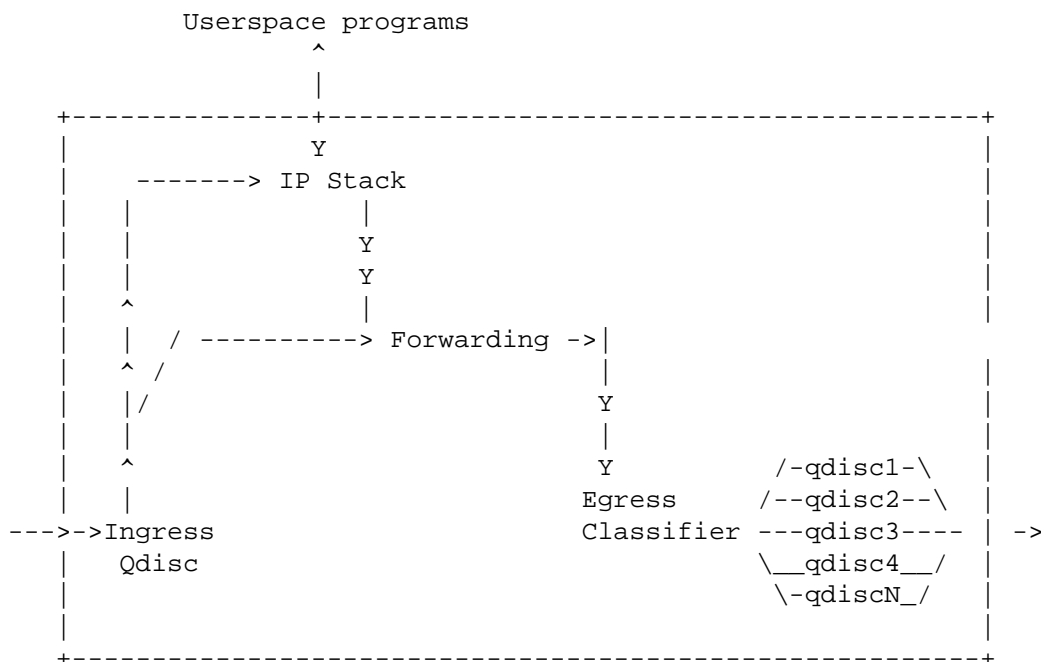 Userspace programs
^
|
+---------------+-----------------------------------------+
|               Y                                         |
|    -------> IP Stack                                    |
|   |              |                                      |
|   |              Y                                      |
|   |              Y                                      |
|   ^              |                                      |
|   |  / ----------> Forwarding ->|
|   ^ /                           |                       |
|   |/                            Y                       |
|   |                             |                       |
|   ^                             Y          /-qdisc1-\   |
|   |                            Egress     /--qdisc2--\  |
--->->Ingress                       Classifier ---qdisc3---- | ->
|   Qdisc                                   \__qdisc4__/  |
|                                            \-qdiscN_/   |
|                                                         |
+---------------------------------------------------------+